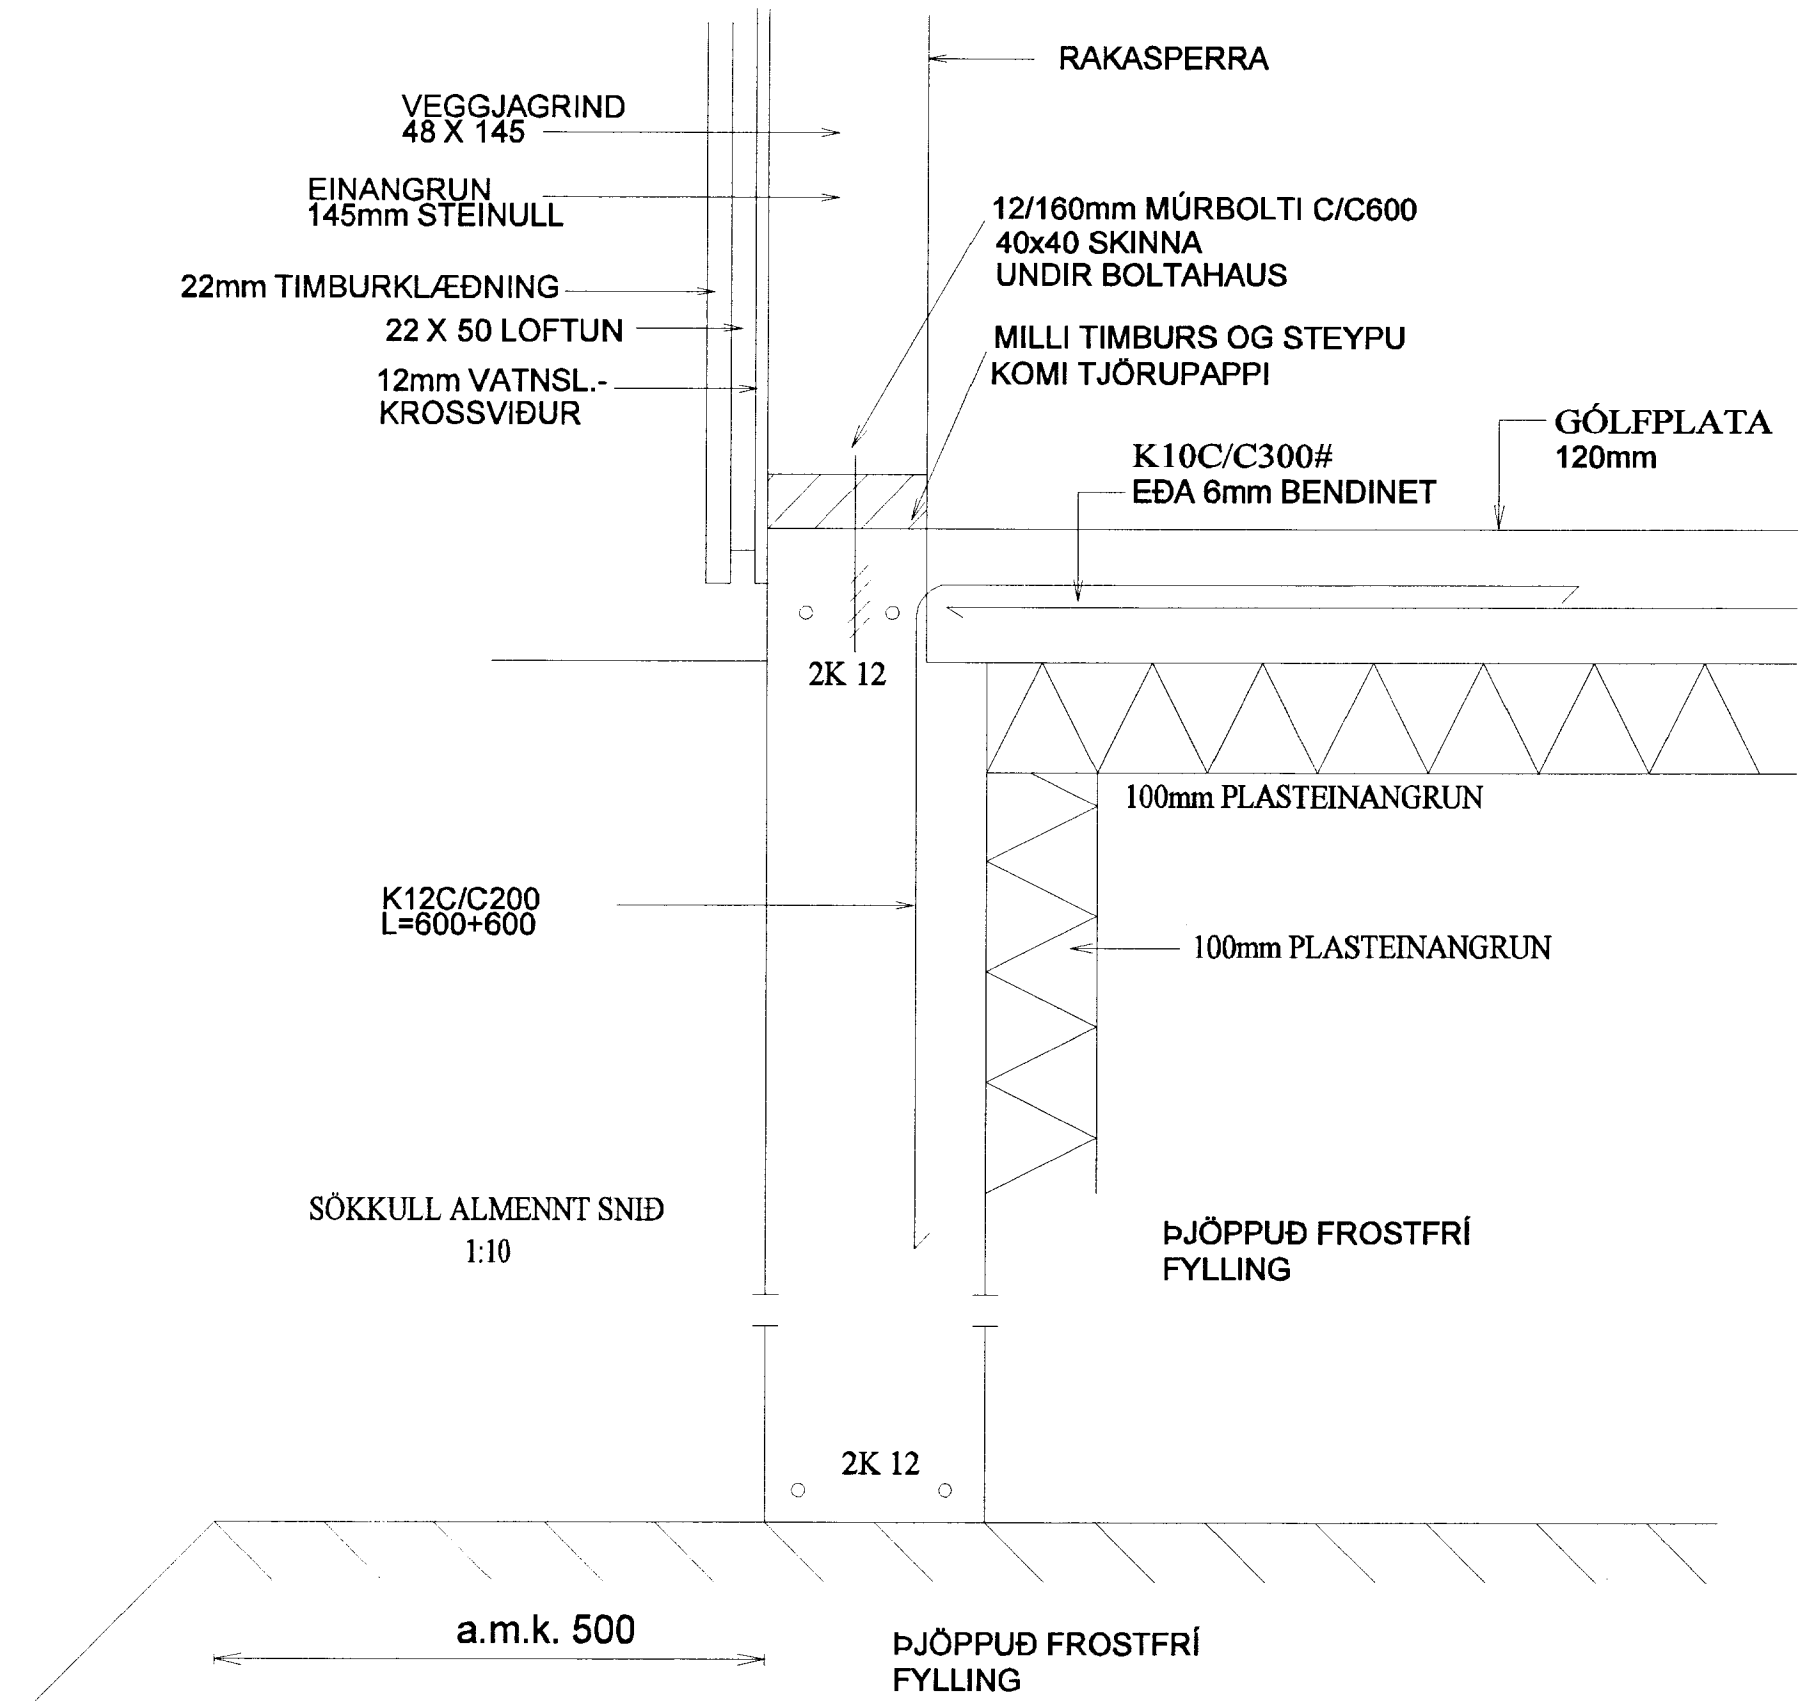 RAKASPERRA
VEGGJAGRIND
48 X 145
EINANGRUN
145mm STEINULL
12/160mm MÚRBOLTI C/C600
40x40 SKINNA
UNDIR BOLTAHAUS
22mm TIMBURKLÆÐNING
22 X 50 LOFTUN
MILLI TIMBURS OG STEYPU
KOMI TJÖRUPAPPI
12mm VATNSL.-
KROSSVIÐUR
GÓLFPLATA
120mm
K10C/C300#
EÐA 6mm BENDINET
2K 12
100mm PLASTEINANGRUN
K12C/C200
L=600+600
100mm PLASTEINANGRUN
SÖKKULL ALMENNT SNIÐ
1:10
ÞJÖPPUÐ FROSTFRÍ
FYLLING
2K 12
a.m.k. 500
ÞJÖPPUÐ FROSTFRÍ
FYLLING